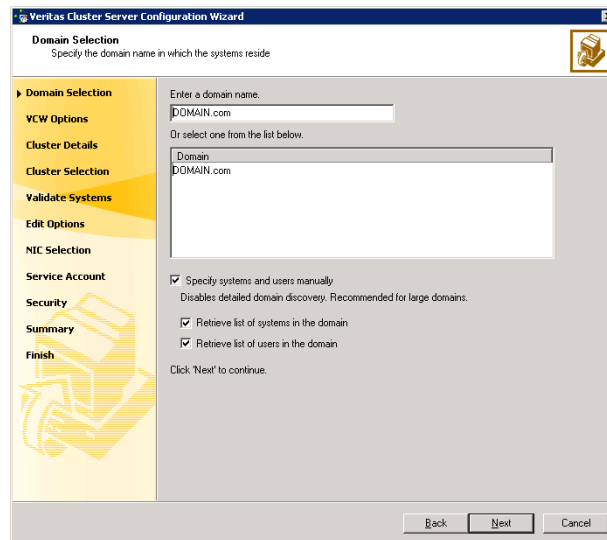 Veritas Cluster Server Configuration Wizard
Domain Selection
Specify the domain name in which the systems reside
Domain Selection
VCW Options
Cluster Details
Cluster Selection
Validate Systems
Edit Options
NIC Selection
Service Account
Security
Summary
Finish
Enter a domain name.
DOMAIN.com
Or select one from the list below.
Domain
DOMAIN.com
Specify systems and users manually
Disables detailed domain discovery. Recommended for large domains.
Retrieve list of systems in the domain
Retrieve list of users in the domain
Click 'Next' to continue.
Back Next Cancel